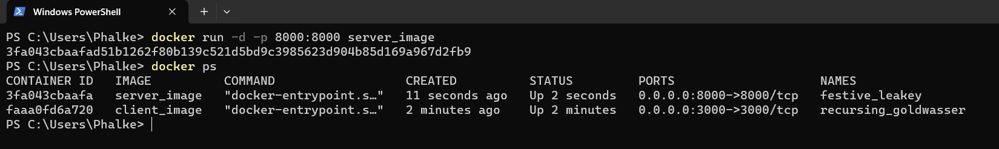 Windows PowerShell
PS C:\Users\Phalke> docker run -d -p 8000:8000 server_image
3fa043cbaafad51b1262f80b139c521d5bd9c3985623d904b85d169a967d2fb9
PS C:\Users\Phalke> docker ps
CONTAINER ID   IMAGE          COMMAND                  CREATED          STATUS         PORTS                    NAMES
3fa043cbaafa   server_image   "docker-entrypoint.s…"   11 seconds ago   Up 2 seconds   0.0.0.0:8000->8000/tcp   festive_leakey
faaa0fd6a720   client_image   "docker-entrypoint.s…"   2 minutes ago    Up 2 minutes   0.0.0.0:3000->3000/tcp   recursing_goldwasser
PS C:\Users\Phalke>